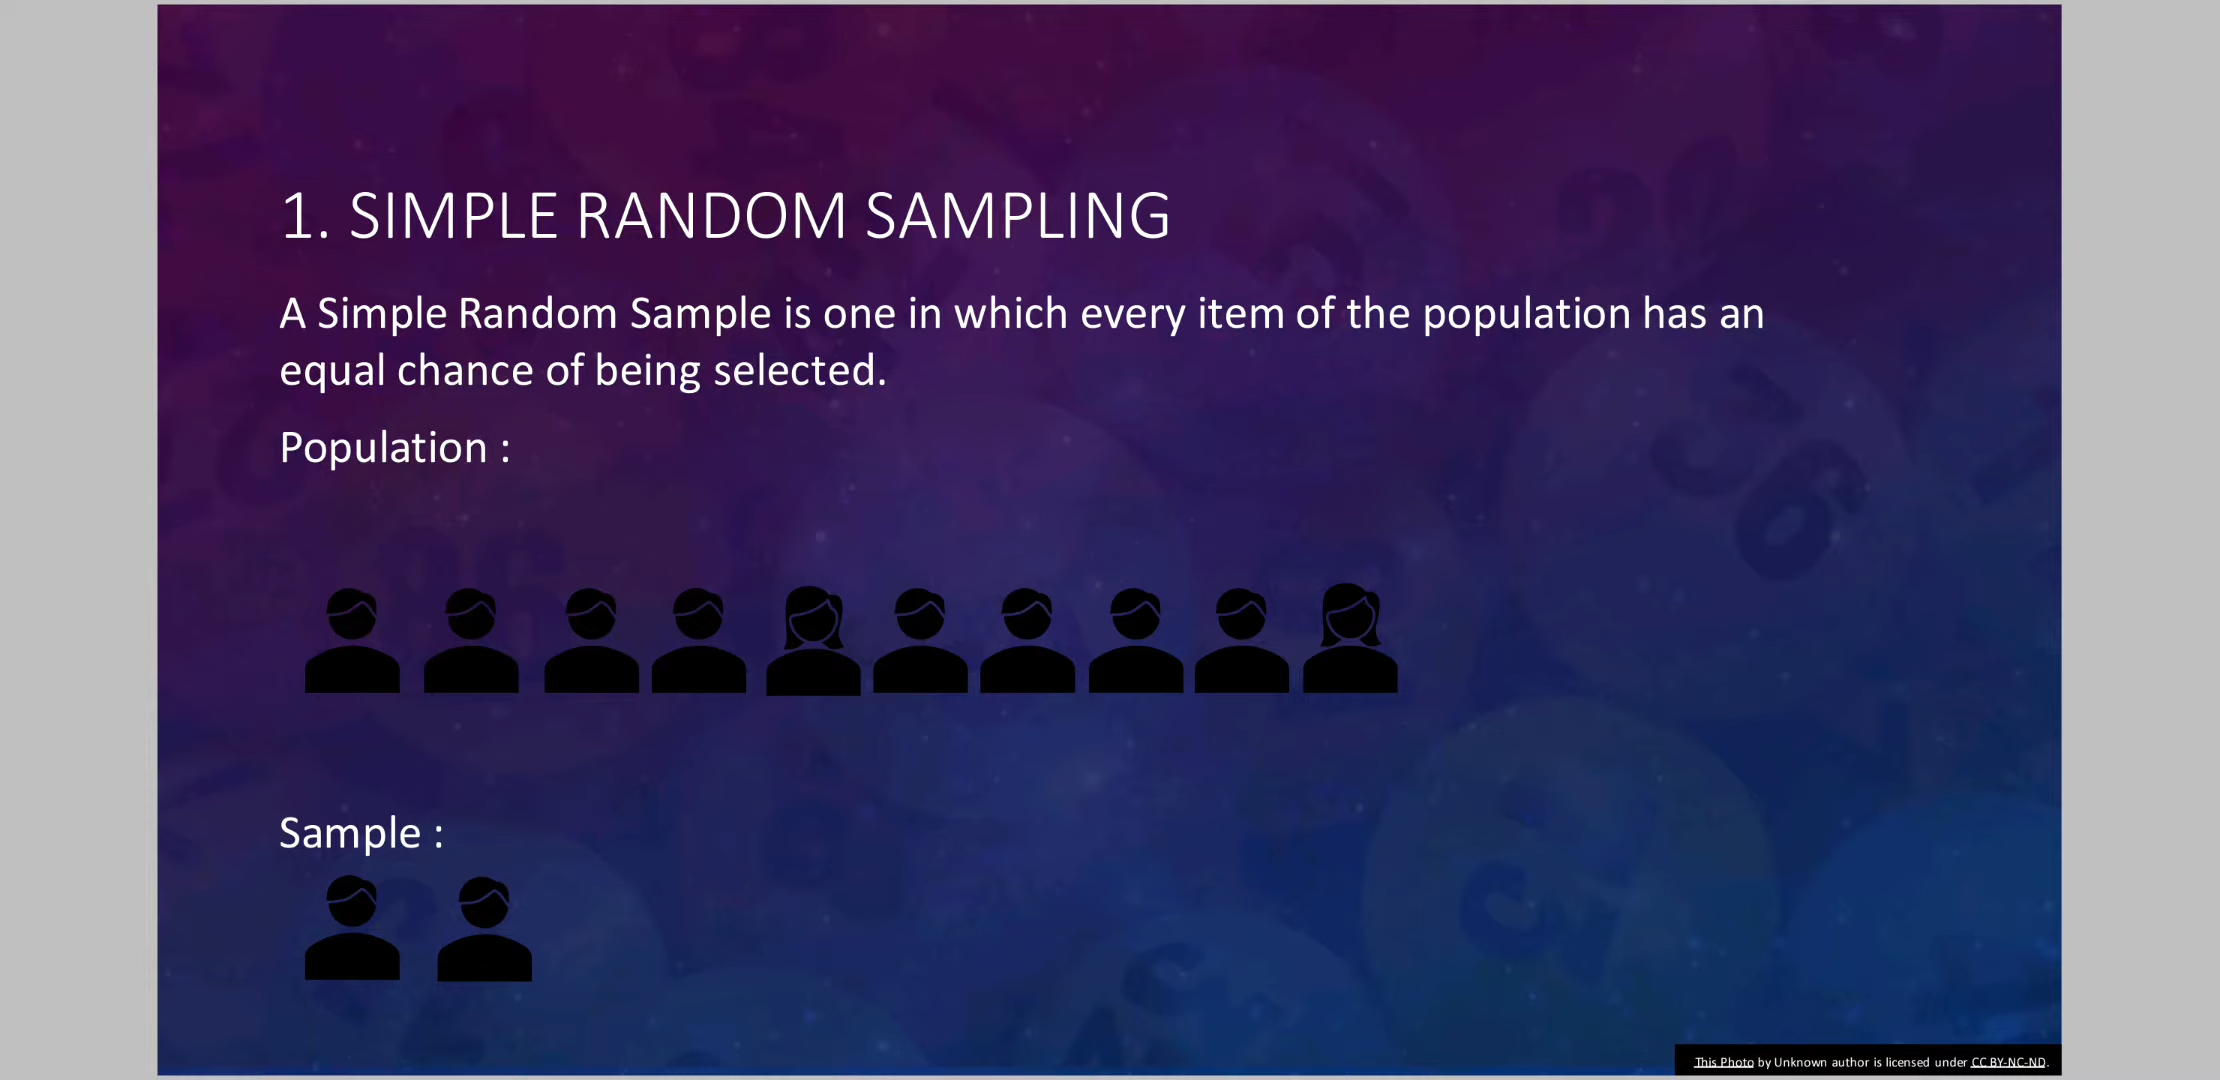 1. SIMPLE RANDOM SAMPLING
A Simple Random Sample is one in which every item of the population has an
equal chance of being selected.
Population :
Sample :
This Photo by Unknown author is licensed under CC BY-NC-ND.